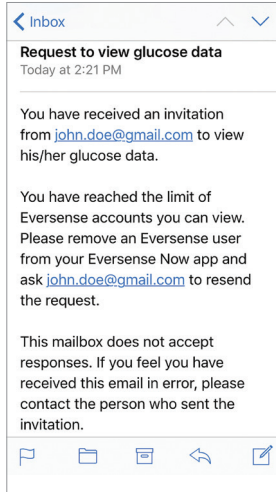 Inbox
Request to view glucose data
Today at 2:21 PM
You have received an invitation
from john.doe@gmail.com to view
his/her glucose data.
You have reached the limit of
Eversense accounts you can view.
Please remove an Eversense user
from your Eversense Now app and
ask john.doe@gmail.com to resend
the request.
This mailbox does not accept
responses. If you feel you have
received this email in error, please
contact the person who sent the
invitation.